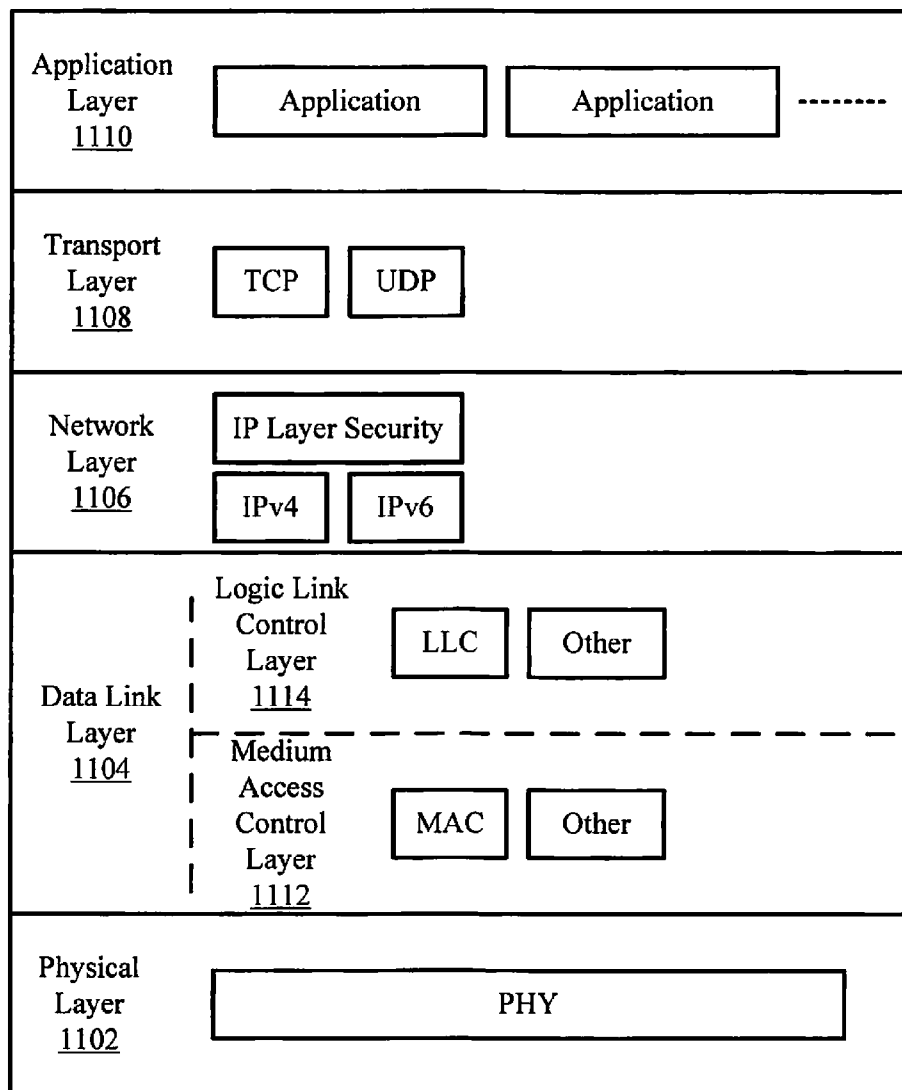 Application
Layer
1110
Application
Application
Transport
Layer
1108
TCP
UDP
Network
Layer
1106
IP Layer Security
IPv4
IPv6
Data Link
Layer
1104
Logic Link
Control
Layer
1114
LLC
Other
Medium
Access
Control
Layer
1112
MAC
Other
Physical
Layer
1102
PHY